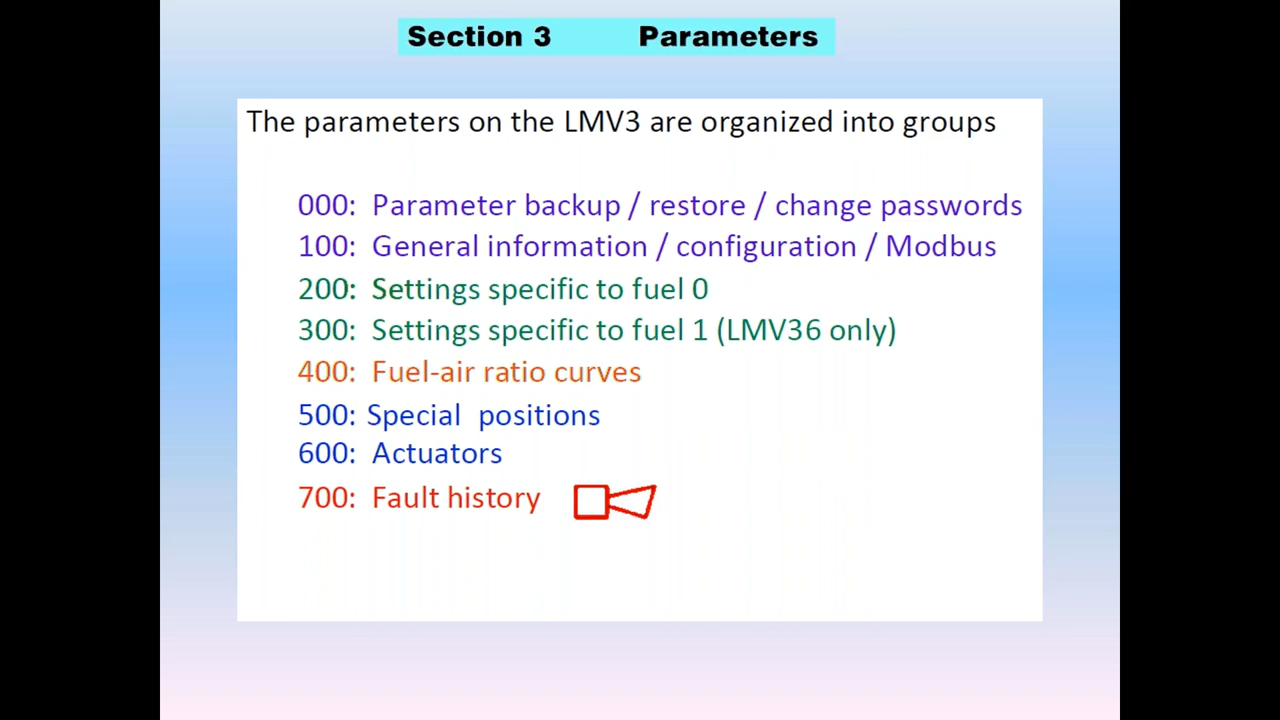 Section 3 Parameters
The parameters on the LMV3 are organized into groups
000: Parameter backup / restore / change passwords
100: General information / configuration / Modbus
200: Settings specific to fuel 0
300: Settings specific to fuel 1 (LMV36 only)
400: Fuel-air ratio curves
500: Special positions
600: Actuators
700: Fault history